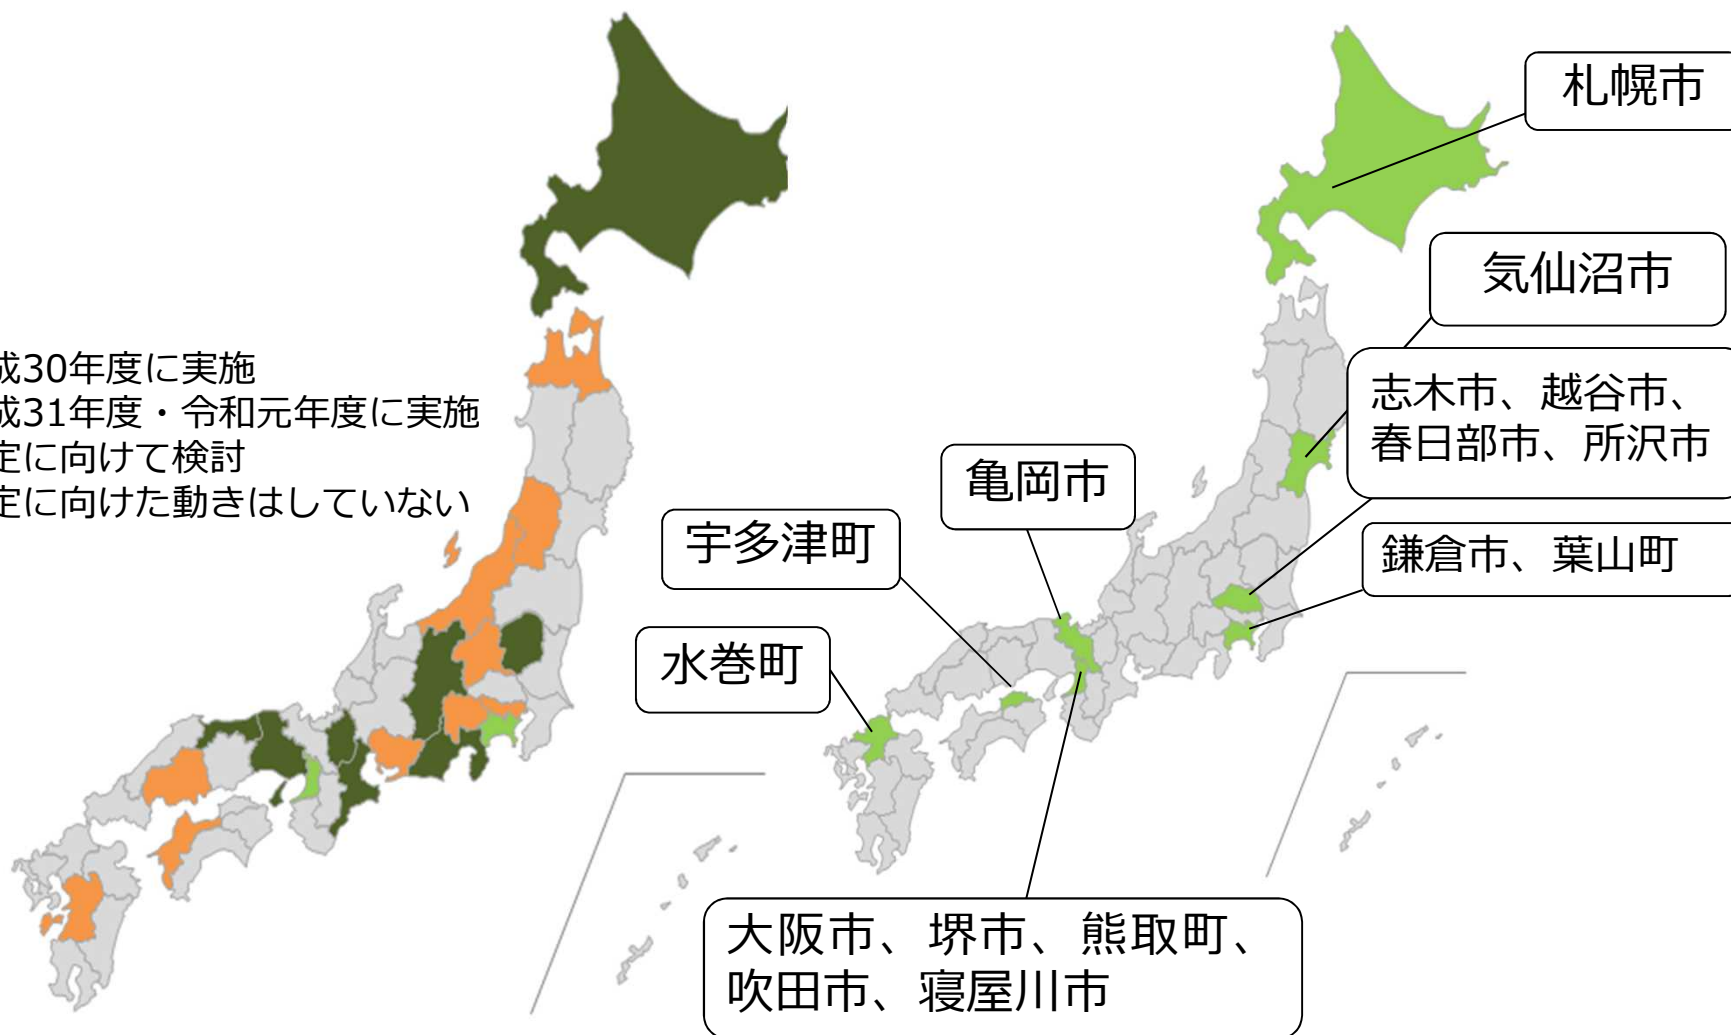 成30年度に実施
成31年度・令和元年度に実施
定に向けて検討
定に向けた動きはしていない
札幌市
気仙沼市
志木市、越谷市、
春日部市、所沢市
鎌倉市、葉山町
亀岡市
宇多津町
水巻町
大阪市、堺市、熊取町、
吹田市、寝屋川市